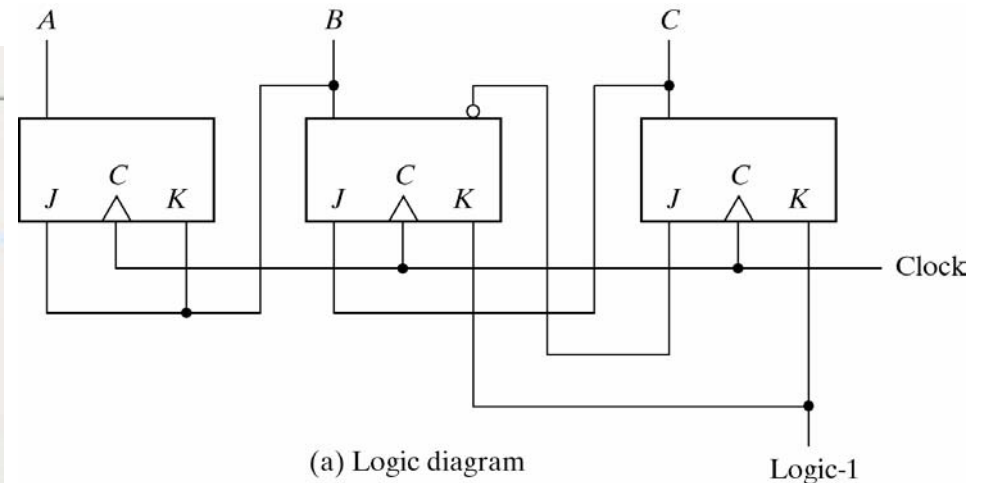 A B C
C C C
J K J K J K
Clock
(a) Logic diagram
Logic-1